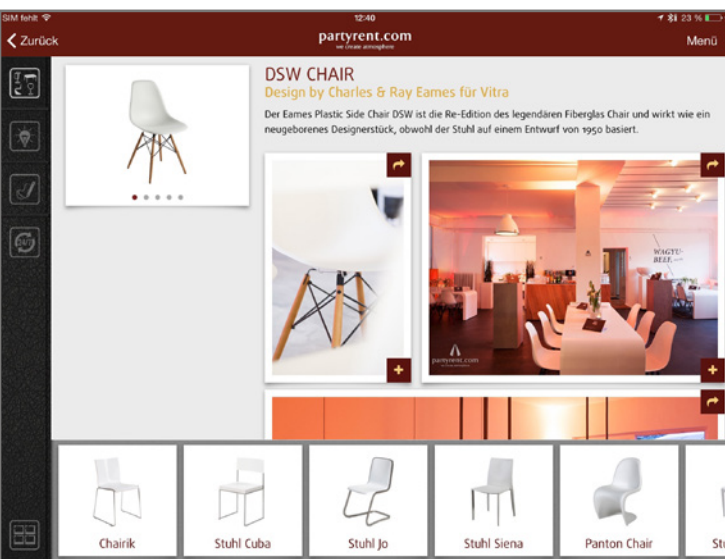 SIM fehlt
12:40
23 %
Zurück
partyrent.com
we create atmosphere
Menü
DSW CHAIR
Design by Charles & Ray Eames für Vitra
Der Eames Plastic Side Chair DSW ist die Re-Edition des legendären Fiberglas Chair und wirkt wie ein
neugeborenes Designerstück, obwohl der Stuhl auf einem Entwurf von 1950 basiert.
24/7
WAGYU-
BEEF
partyrent.com
Chairik
Stuhl Cuba
Stuhl Jo
Stuhl Siena
Panton Chair